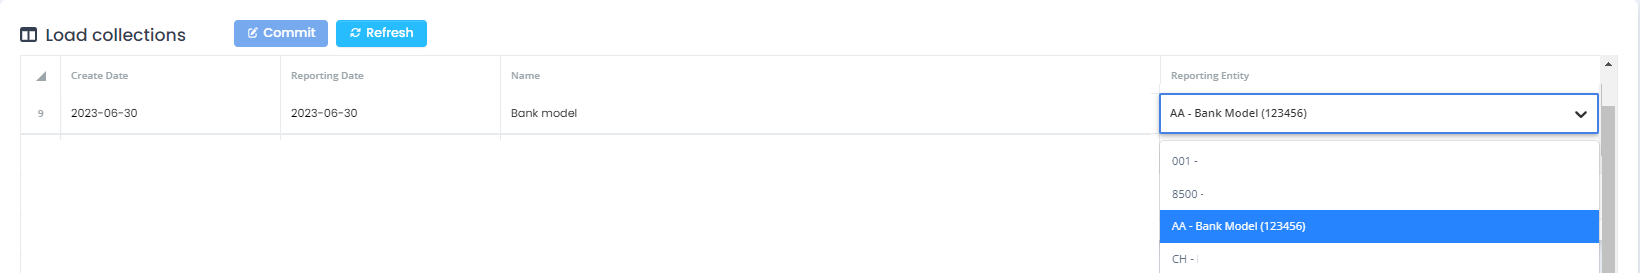 Load collections Commit Refresh
Create Date Reporting Date Name Reporting Entity
9 2023-06-30 2023-06-30 Bank model AA - Bank Model (123456)
001 -
8500 -
AA - Bank Model (123456)
CH -